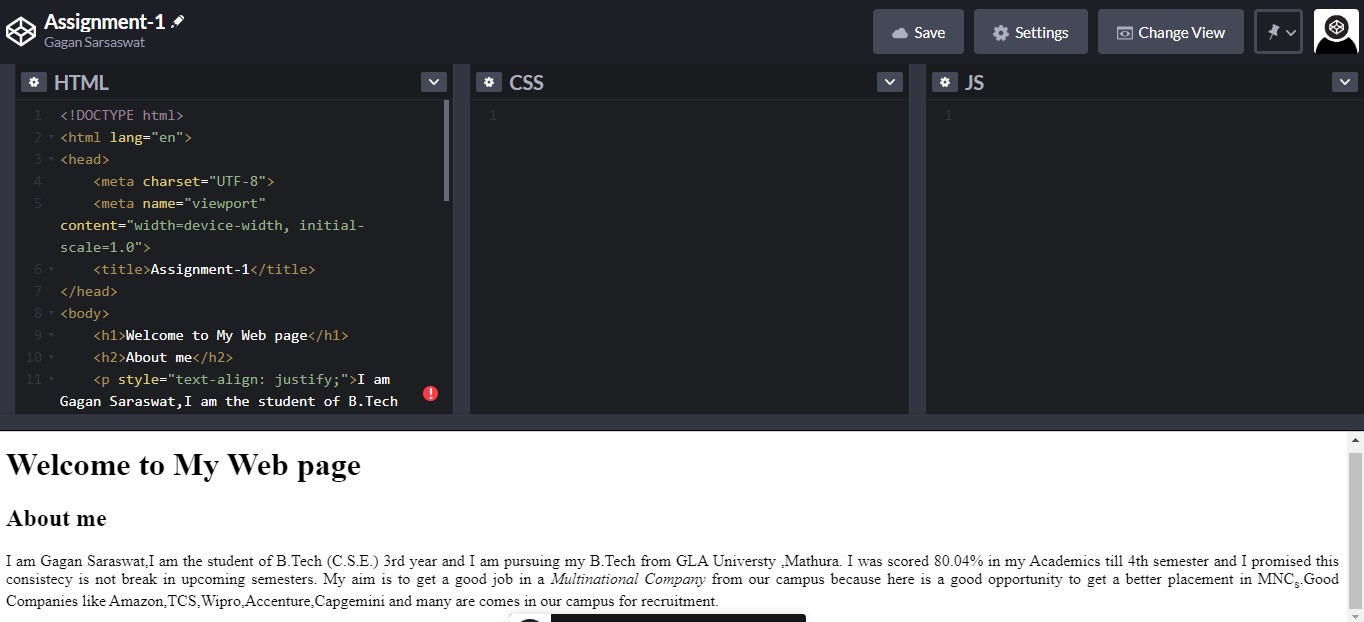 Assignment-1
Gagan Sarsaswat
Save
Settings
Change View
HTML
1 <!DOCTYPE html>
2 <html lang="en">
3 <head>
4 <meta charset="UTF-8">
5 <meta name="viewport"
content="width=device-width, initial-
scale=1.0">
6 <title>Assignment-1</title>
7 </head>
8 <body>
9 <h1>Welcome to My Web page</h1>
10 <h2>About me</h2>
11 <p style="text-align: justify;">I am
Gagan Saraswat,I am the student of B.Tech
!
CSS
1
JS
1
Welcome to My Web page
About me
I am Gagan Saraswat,I am the student of B.Tech (C.S.E.) 3rd year and I am pursuing my B.Tech from GLA Universty ,Mathura. I was scored 80.04% in my Academics till 4th semester and I promised this
consistecy is not break in upcoming semesters. My aim is to get a good job in a Multinational Company from our campus because here is a good opportunity to get a better placement in MNCs.Good
Companies like Amazon,TCS,Wipro,Accenture,Capgemini and many are comes in our campus for recruitment.